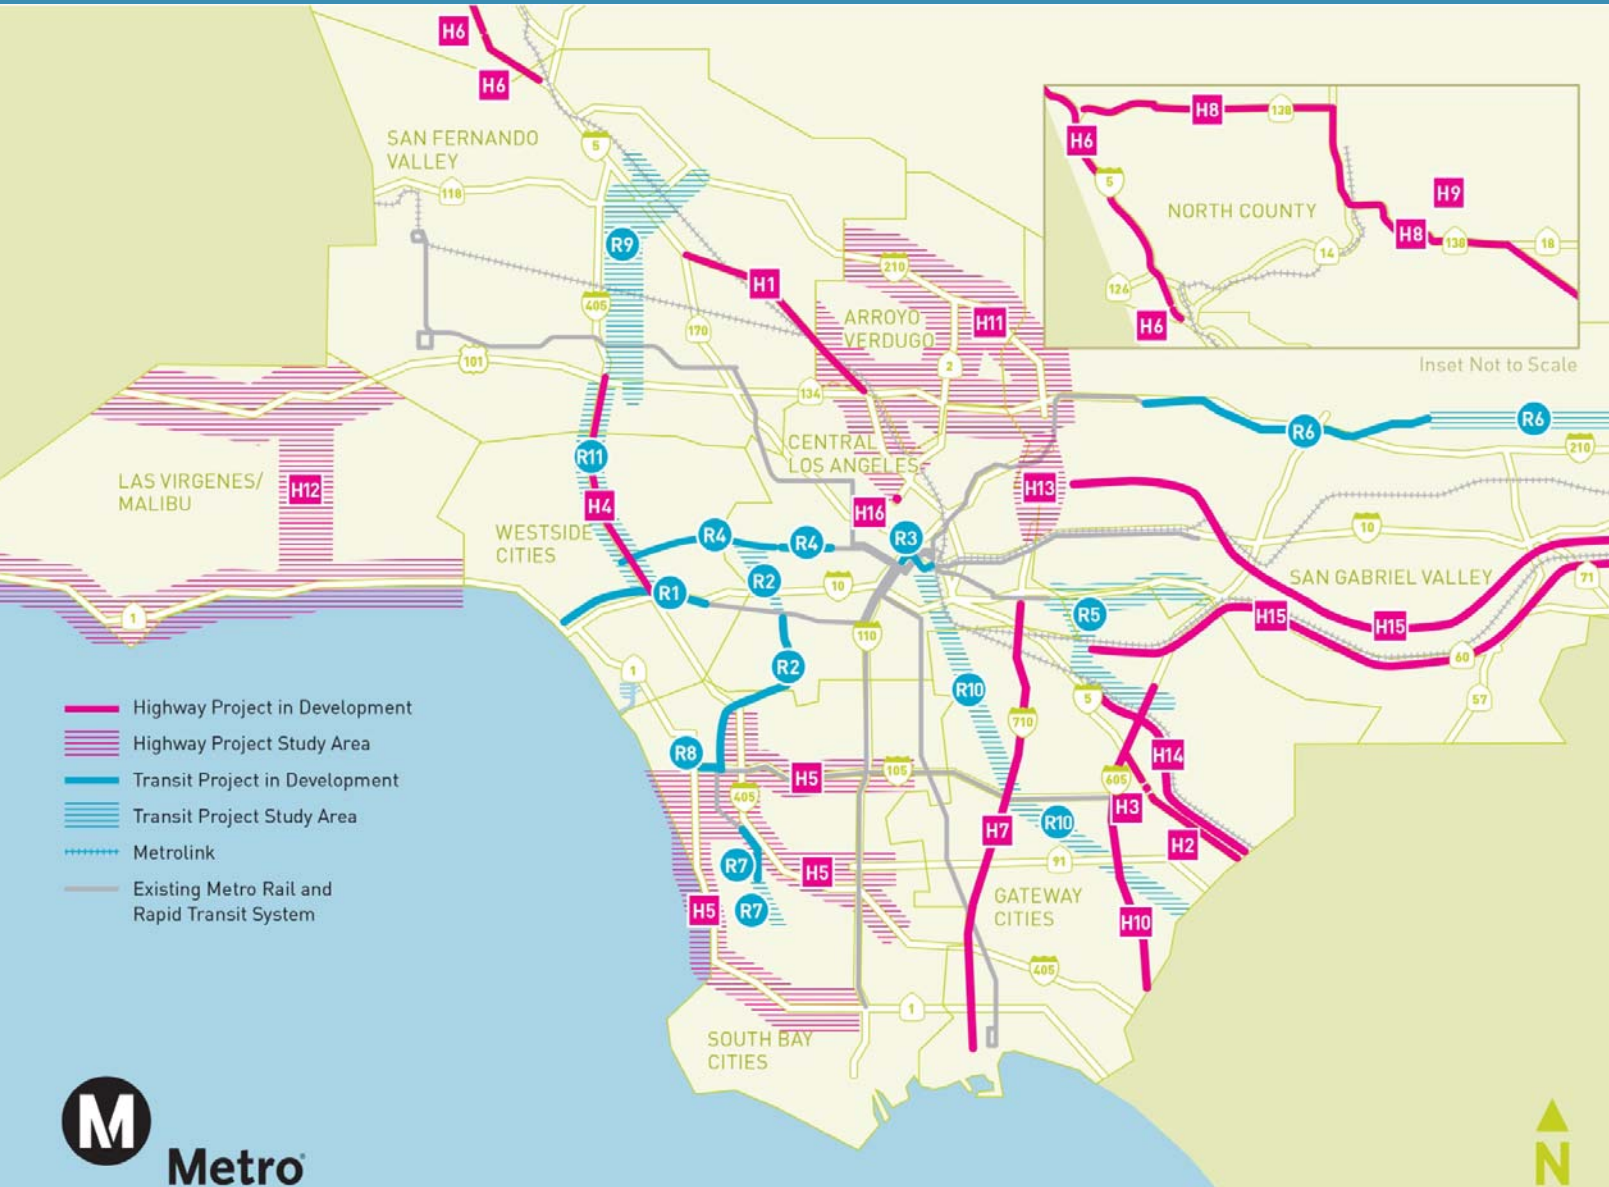 H6
H6
SAN FERNANDO
VALLEY
5
118
R9
405
H1
170
101
134
210
H11
ARROYO
VERDUGO
2
H6
H8
138
5
NORTH COUNTY
H9
H8
138
18
14
126
H6
Inset Not to Scale
R6
R6
210
CENTRAL
LOS ANGELES
LAS VIRGENES/
MALIBU
H12
R11
H4
H13
H16
10
WESTSIDE
CITIES
R4
R4
R3
R2
10
R1
SAN GABRIEL VALLEY
71
1
R5
H15
H15
110
60
1
R2
R10
5
57
710
Highway Project in Development
Highway Project Study Area
Transit Project in Development
Transit Project Study Area
Metrolink
Existing Metro Rail and
Rapid Transit System
R8
H5
105
H14
605
405
H3
R10
H7
H2
91
R7
H5
GATEWAY
CITIES
H5
R7
H10
405
1
SOUTH BAY
CITIES
M
Metro
N